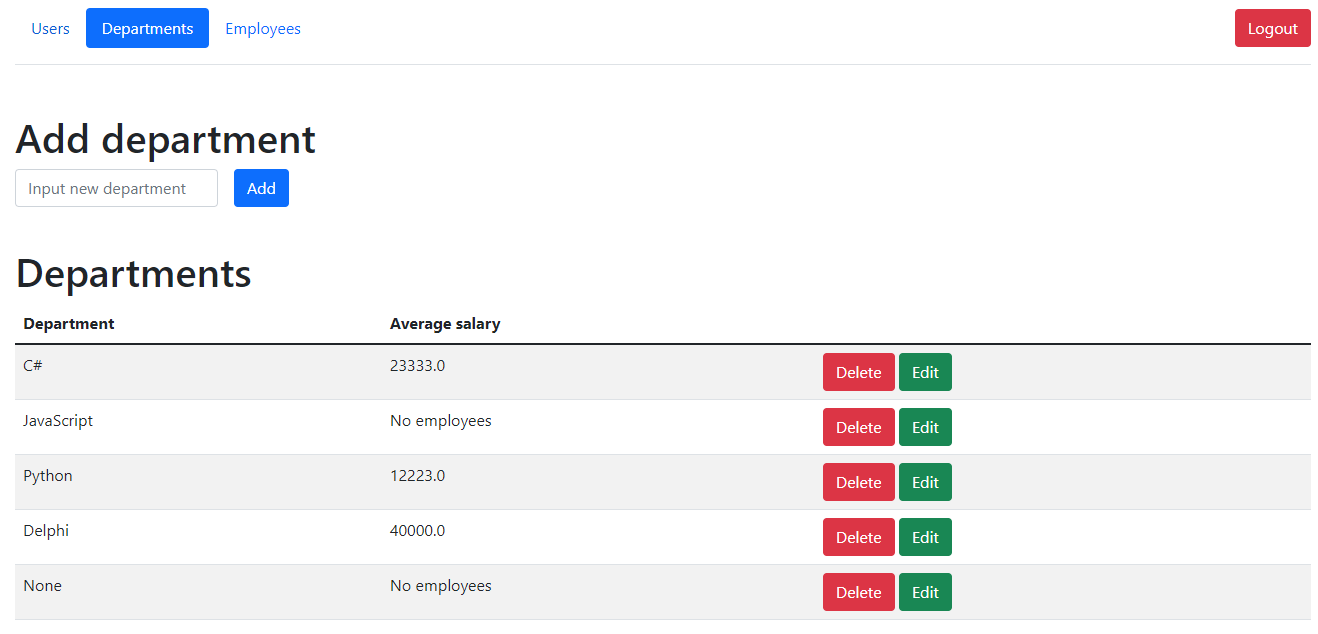 Users Departments Employees Logout
Add department
Input new department Add
Departments
Department Average salary
C# 23333.0 Delete Edit
JavaScript No employees Delete Edit
Python 12223.0 Delete Edit
Delphi 40000.0 Delete Edit
None No employees Delete Edit